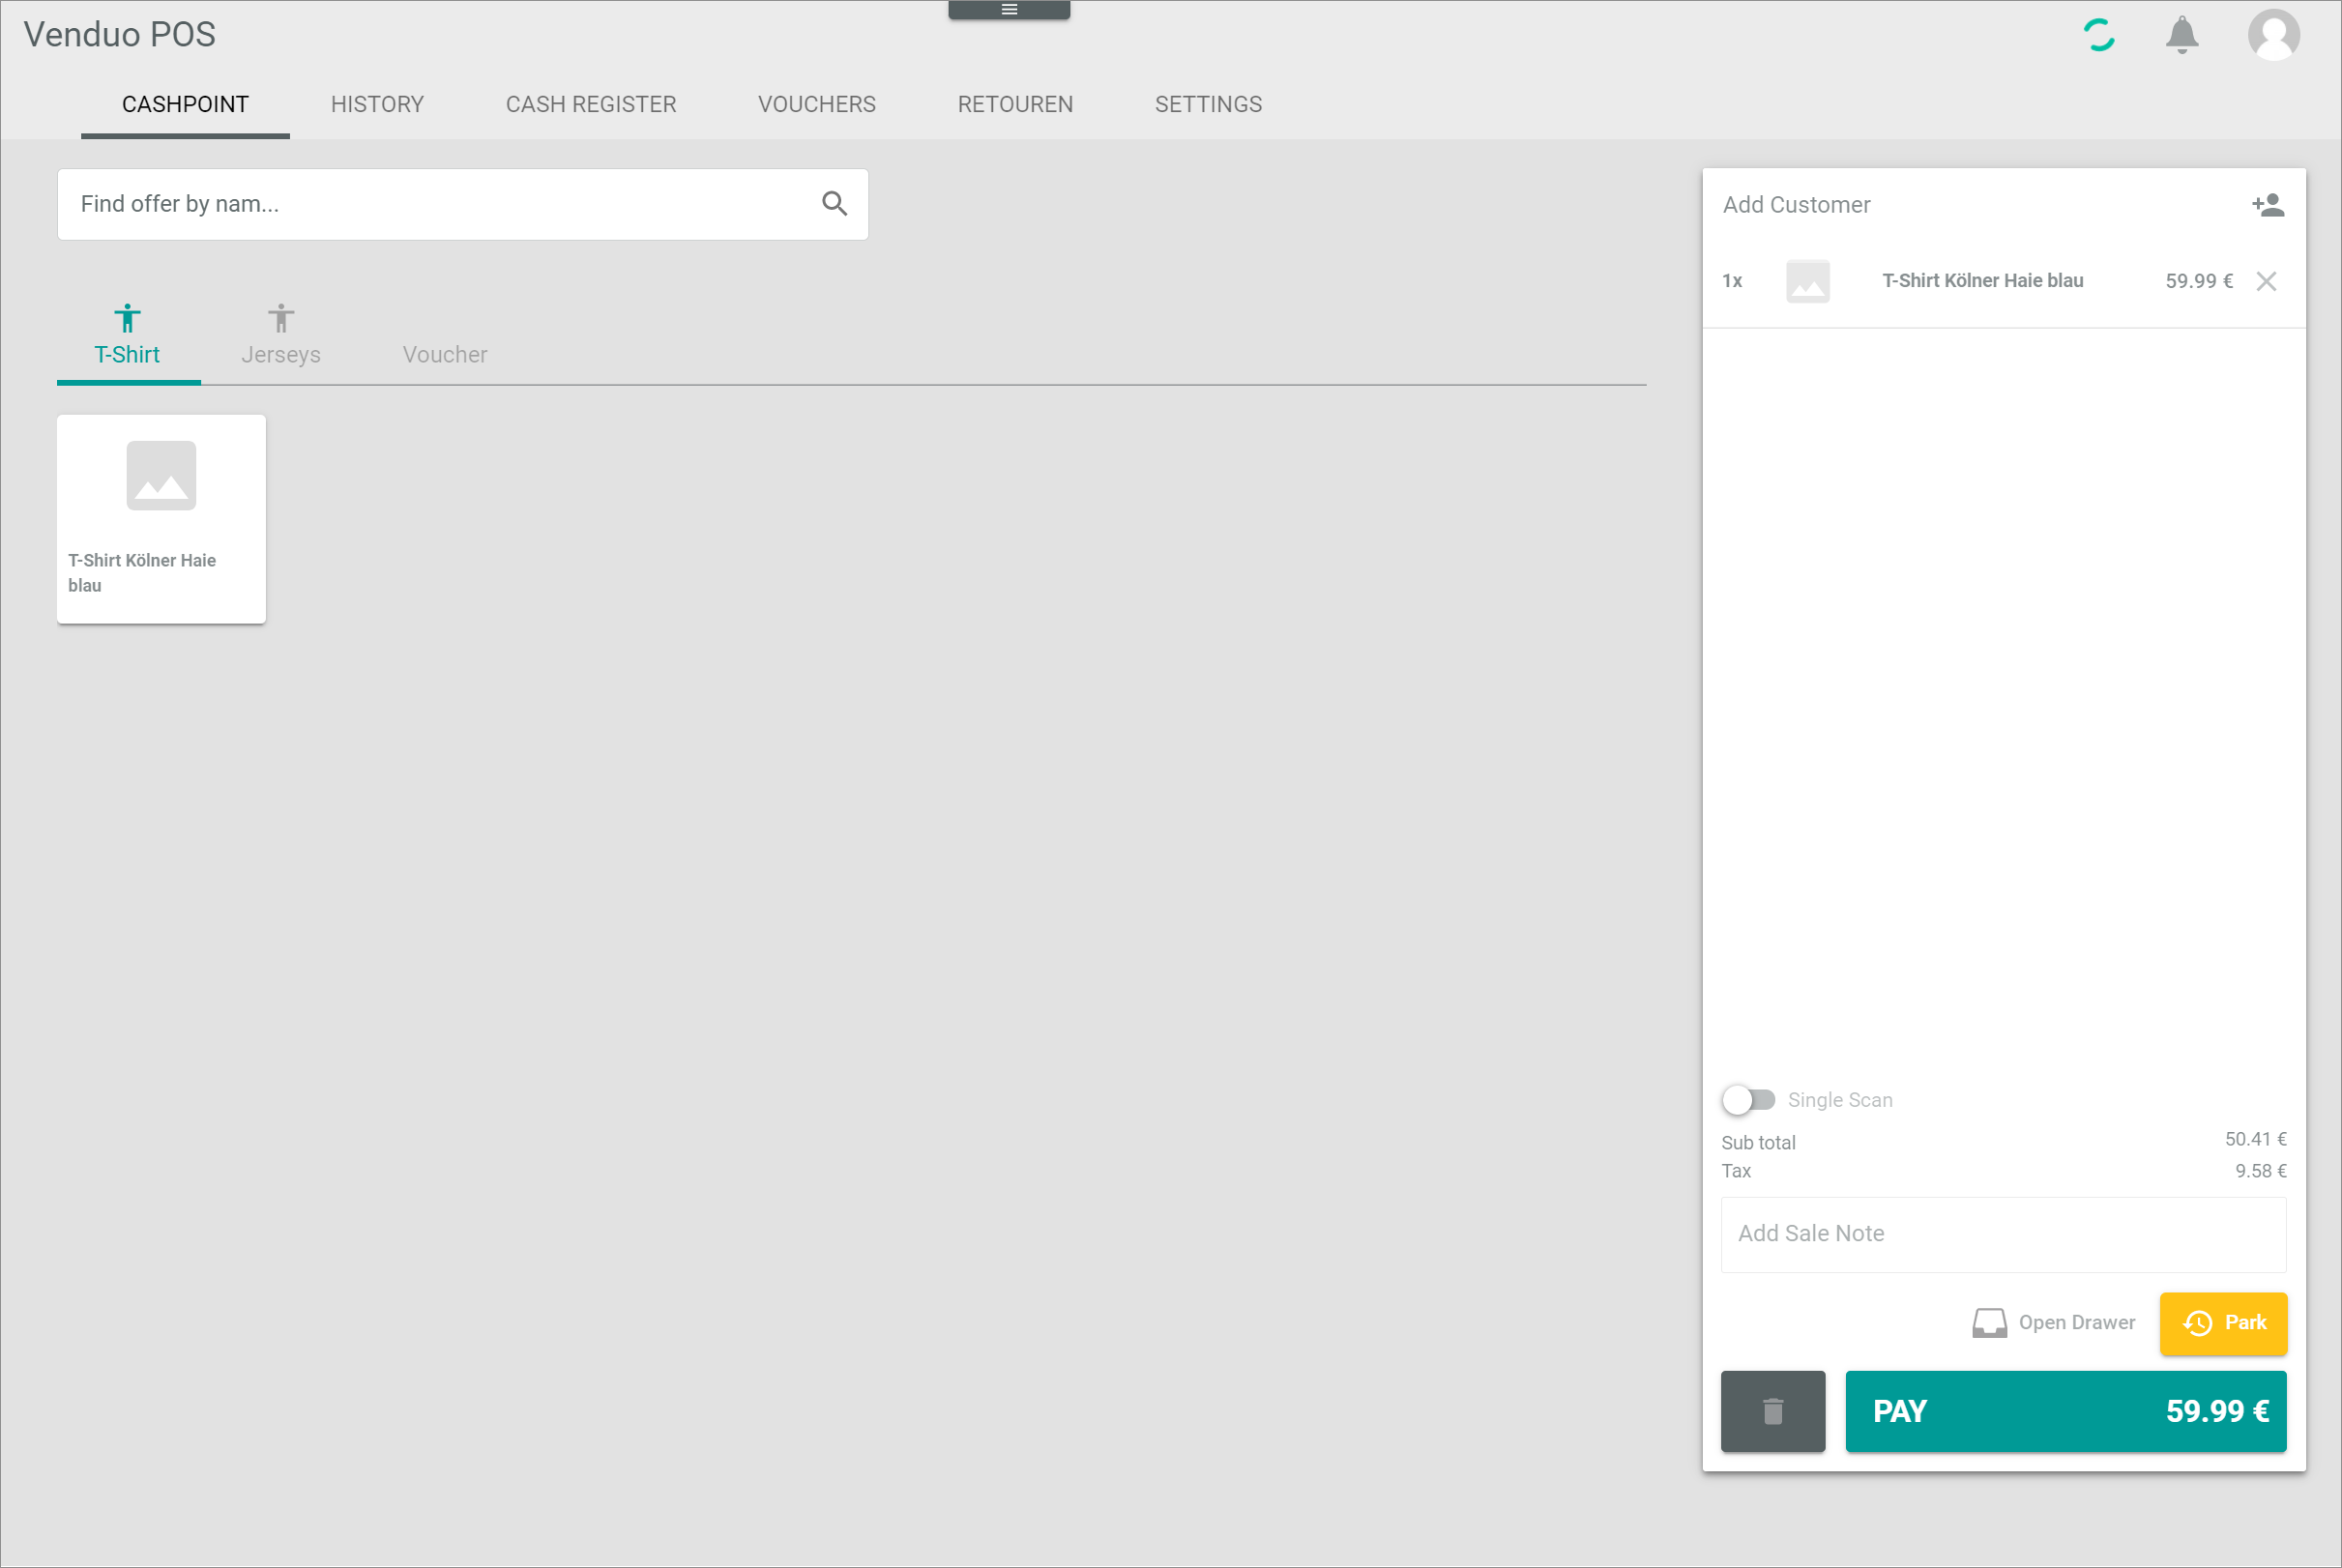 Venduo POS
CASHPOINT HISTORY CASH REGISTER VOUCHERS RETOUREN SETTINGS
Find offer by nam...
T-Shirt Jerseys Voucher
T-Shirt Kölner Haie
blau
Add Customer
1x T-Shirt Kölner Haie blau 59.99 €
Single Scan
Sub total 50.41 €
Tax 9.58 €
Add Sale Note
Open Drawer Park
PAY 59.99 €